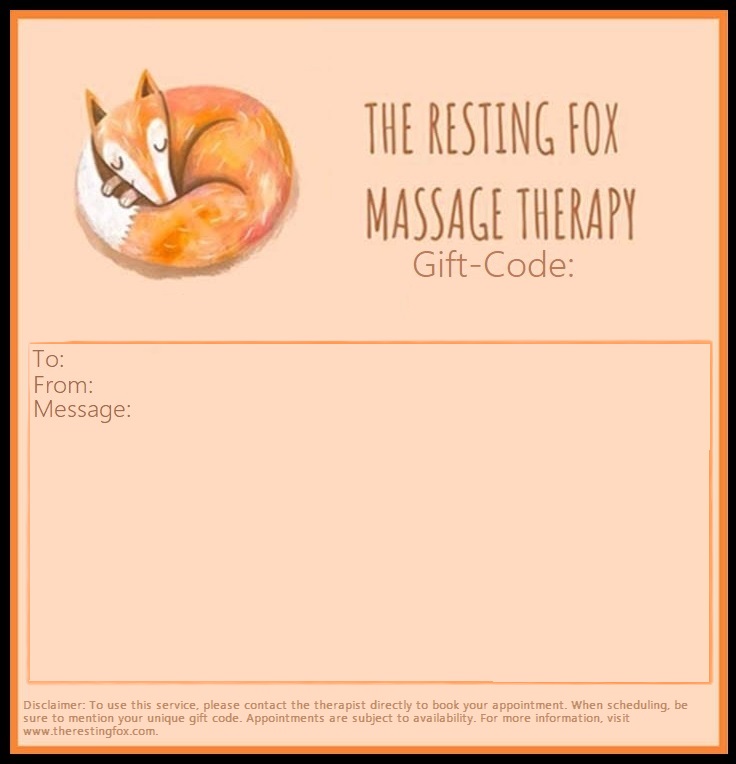 THE RESTING FOX
MASSAGE THERAPY
Gift-Code:
To:
From:
Message:
Disclaimer: To use this service, please contact the therapist directly to book your appointment. When scheduling, be
sure to mention your unique gift code. Appointments are subject to availability. For more information, visit
www.therestingfox.com.